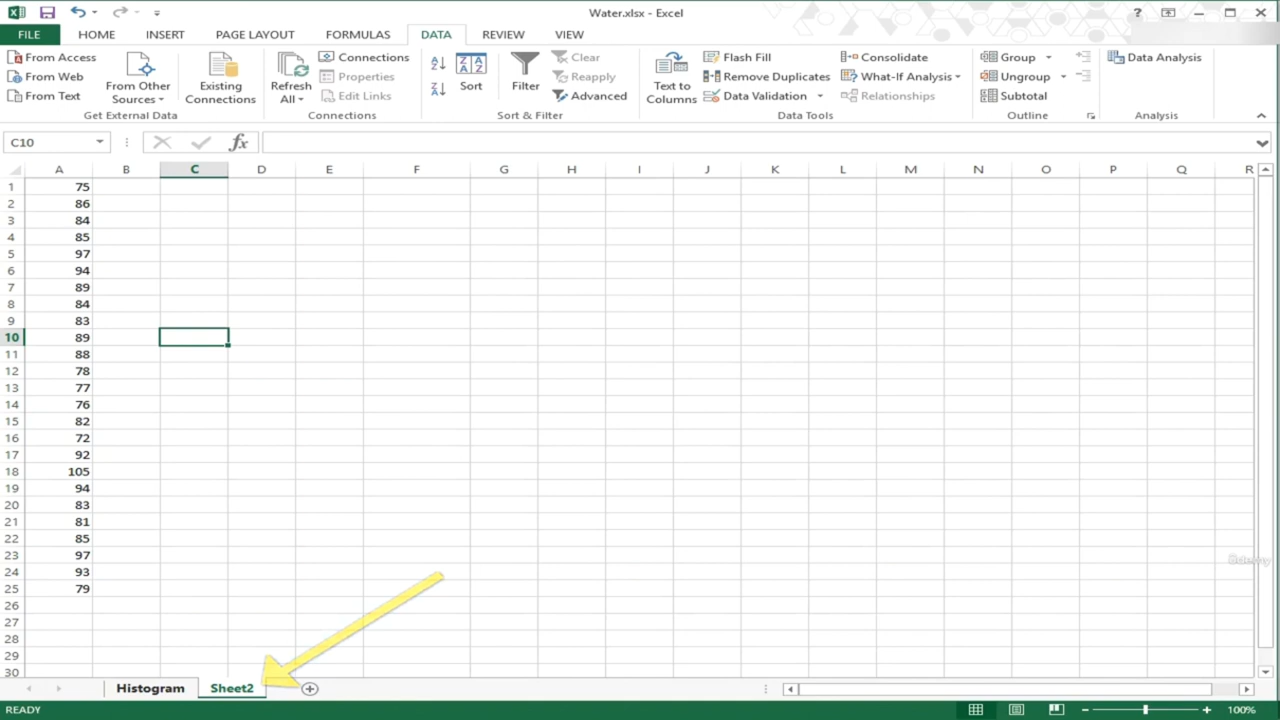 Water.xlsx - Excel
?
FILE HOME INSERT PAGE LAYOUT FORMULAS DATA REVIEW VIEW
From Access
From Web
From Text
From Other
Sources
Get External Data
Existing
Connections
Refresh
All
Connections
Properties
Edit Links
Connections
Sort
Filter
Clear
Reapply
Advanced
Sort & Filter
Text to
Columns
Flash Fill
Remove Duplicates
Data Validation
Consolidate
What-If Analysis
Relationships
Data Tools
Group
Ungroup
Subtotal
Outline
Data Analysis
Analysis
C10 fx
A B C D E F G H I J K L M N O P Q R
1 75
2 86
3 84
4 85
5 97
6 94
7 89
8 84
9 83
10 89
11 88
12 78
13 77
14 76
15 82
16 72
17 92
18 105
19 94
20 83
21 81
22 85
23 97
24 93
25 79
26
27
28
29
30
ûdemy
Histogram Sheet2
READY 100%